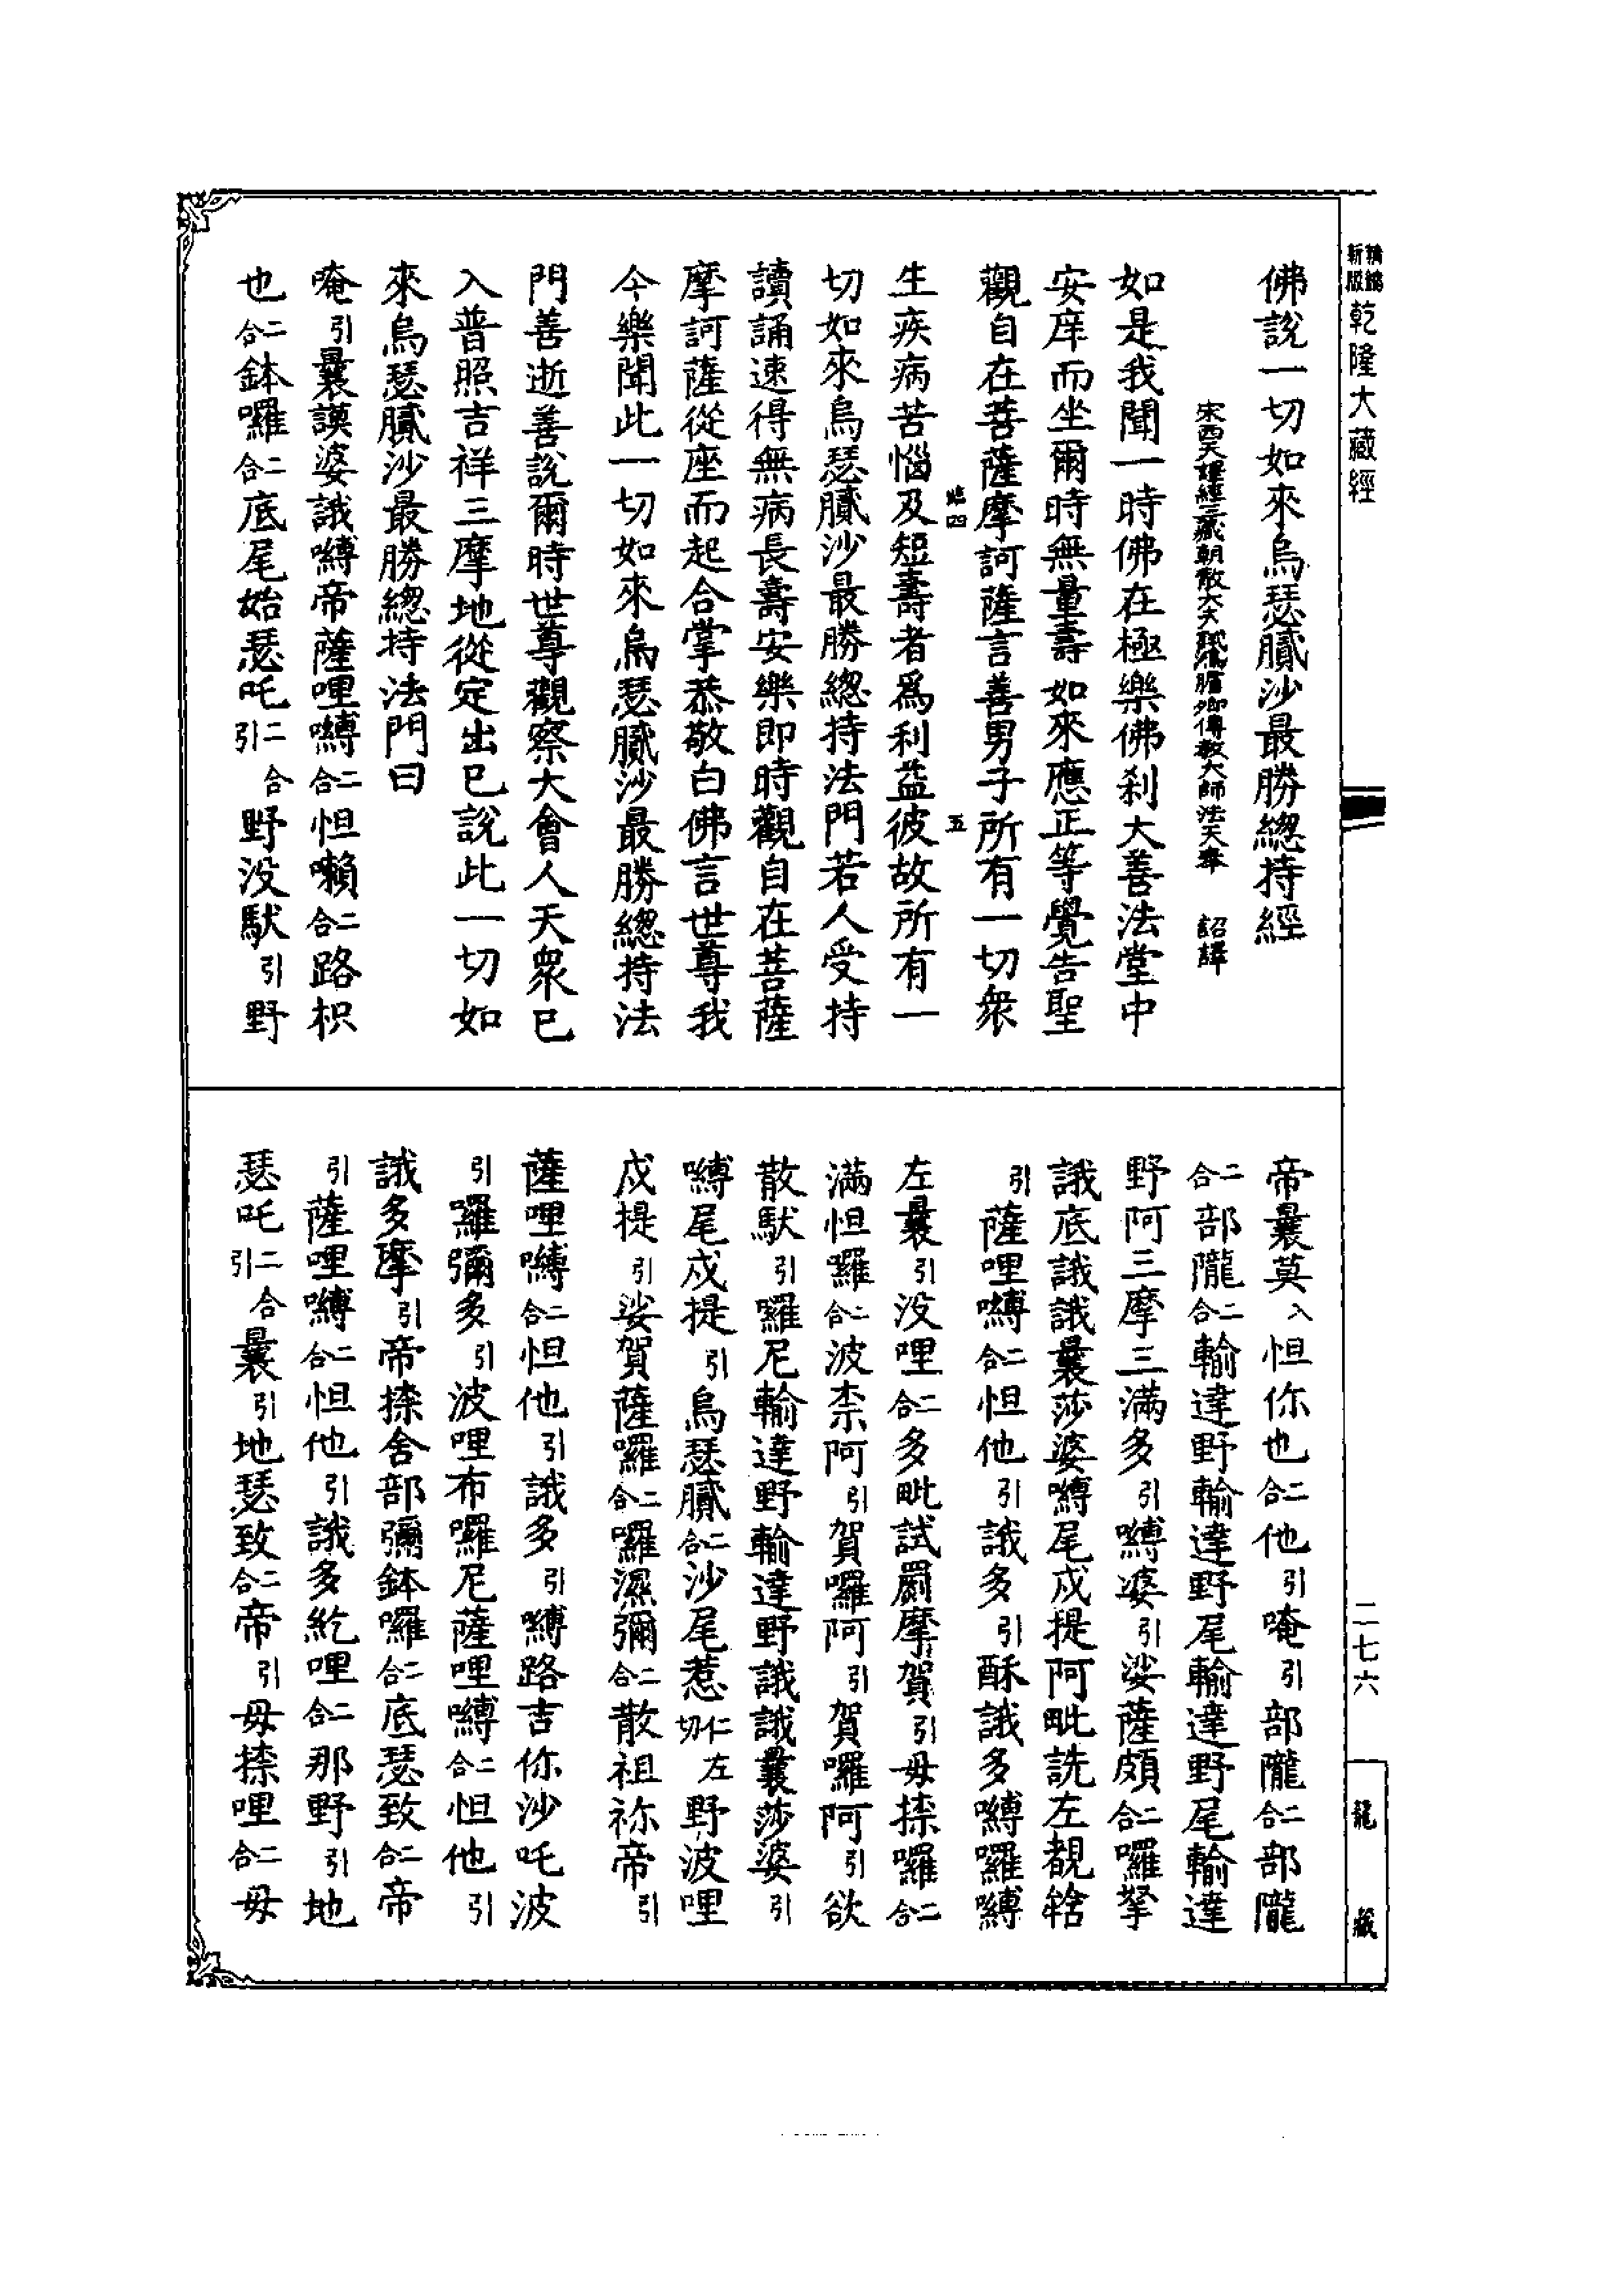 佛說一切如來烏瑟膩沙最勝總持經
宋西天譯經三藏朝散大夫試鴻臚卿傳教大師法天奉 詔譯
如是我聞一時佛在極樂佛刹大善法堂中
安庠而坐爾時無量壽如來應正等覺告聖
觀自在菩薩摩訶薩言善男子所有一切衆
生疾病苦惱及短壽者爲利益彼故所有一
切如來烏瑟膩沙最勝總持法門若人受持
讀誦速得無病長壽安樂即時觀自在菩薩
摩訶薩從座而起合掌恭敬白佛言世尊我
今樂聞此一切如來烏瑟膩沙最勝總持法
門善逝善說爾時世尊觀察大會人天衆已
入普照吉祥三摩地從定出已說此一切如
來烏瑟膩沙最勝總持法門曰
唵引曩謨婆誐嚩帝薩哩嚩二合怛囕二合路枳
也二合鉢囉二合底尾始瑟吒二合引野没馱引野
帝曩莫入怛你也二合他引唵引部嚨二合部嚨
二合部嚨二合輸達野輸達野尾輸達野尾輸達
野阿三摩三滿多引嚩婆引娑薩頗二合囉拏
誐底誐誐曩莎婆嚩尾戍提阿毗詵左覩𤚥
引薩哩嚩二合怛他引誐多引酥誐多嚩囉嚩
左曩引没哩二合多毗試罽摩賀引母捺囉二合
滿怛囉二合波柰阿引賀囉阿引賀囉阿引欲
散馱引囉尼輸達野輸達野誐誐曩莎婆引
嚩尾戍提引烏瑟膩二合沙尾惹仁左切野波哩
戍提引娑賀薩囉二合囉濕彌二合散祖祢帝引
薩哩嚩二合怛他引誐多引嚩路吉你沙吒波
引囉彌多引波哩布囉尼薩哩嚩二合怛他引
誐多摩引帝捺舍部彌鉢囉二合底瑟致二合帝
引薩哩嚩二合怛他引誐多紇哩二合那野引地
瑟吒二合引曩引地瑟致二合帝引母捺哩二合母
精編
新版
乾隆大藏經
二七六
龍藏
五